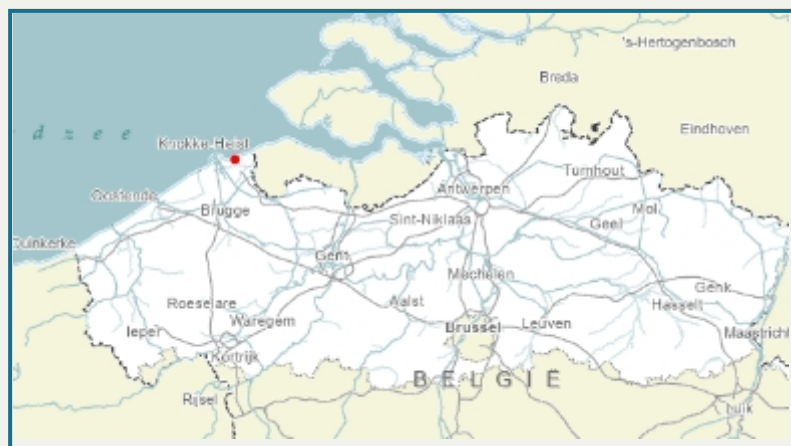 's-Hertogenbosch
Breda
Eindhoven
d z e e
Knokke-Heist
Turnhout
Antwerpen
Oostende
Mol
Brugge
Sint-Niklaas
Geel
Duinkerke
Gent
Mechelen
Genk
Roeselare
Aalst
Hasselt
Waregem
Brussel
Leuven
Ieper
Maastricht
Kortrijk
BELGIË
Rijsel
Luik